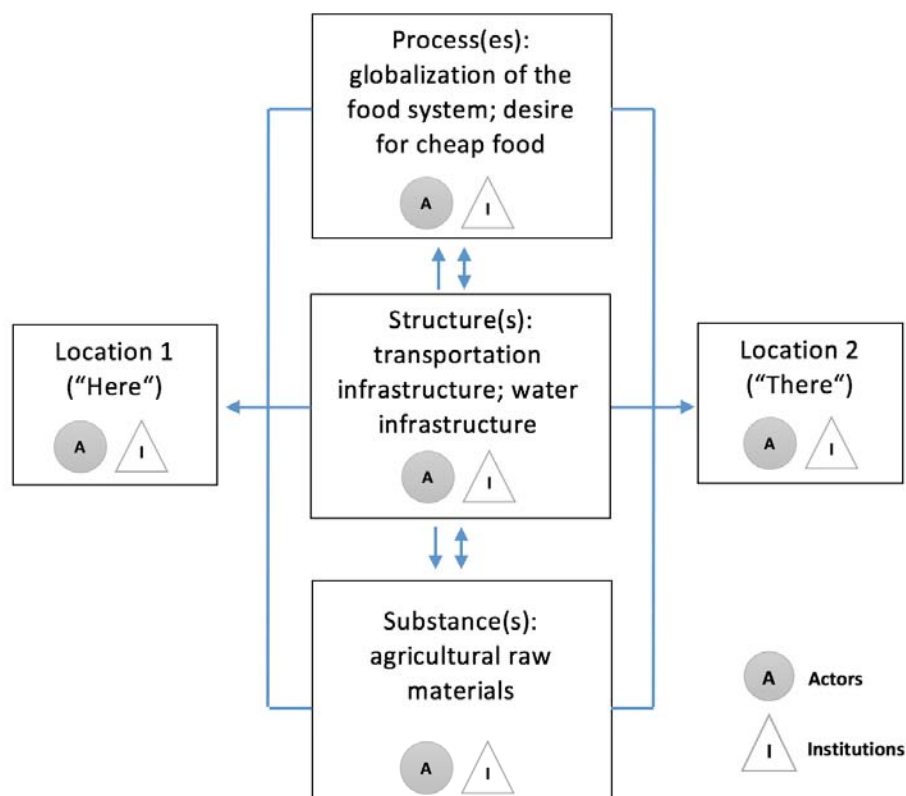 Process(es):
globalization of the
food system; desire
for cheap food
A
I
Location 1
(“Here“)
A
I
Structure(s):
transportation
infrastructure; water
infrastructure
A
I
Location 2
(“There“)
A
I
Substance(s):
agricultural raw
materials
A
I
A Actors
I Institutions